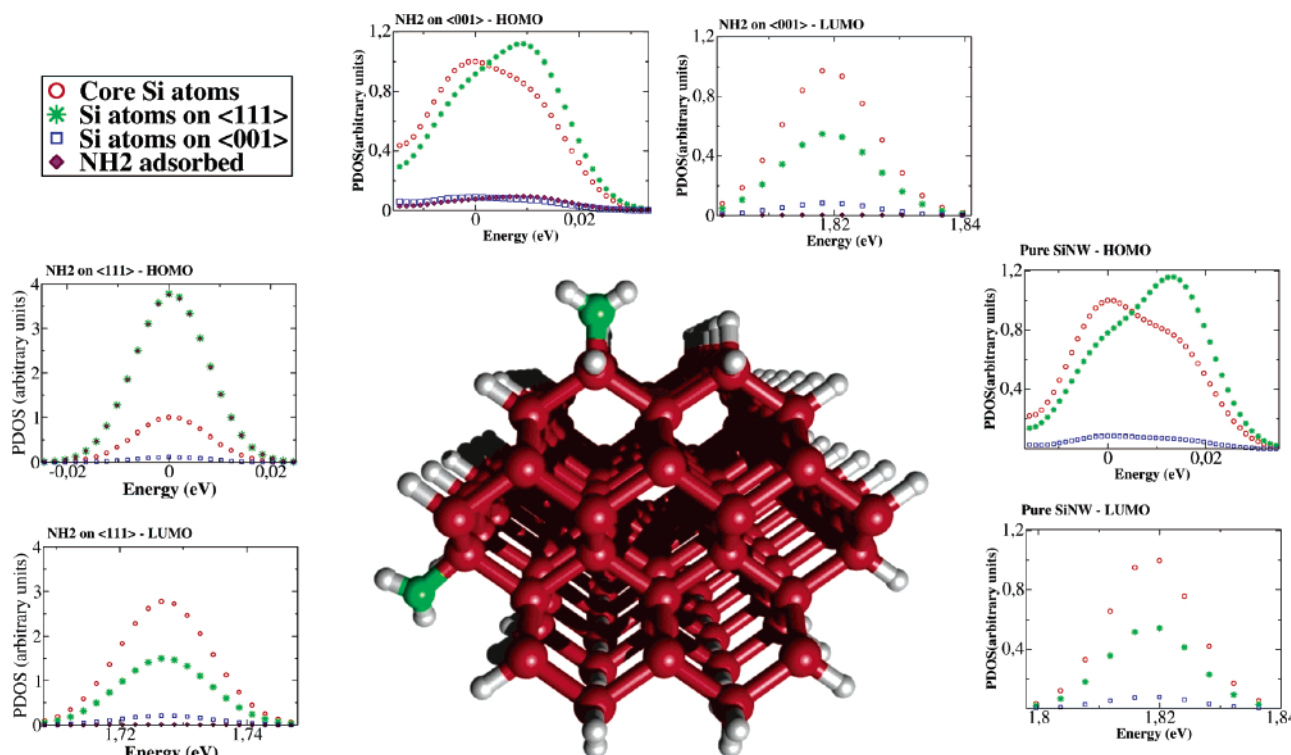 NH2 on <001> - HOMO
1,2
0,8
0,4
0
0
0,02
Energy (eV)
PDOS(arbitrary units)
NH2 on <001> - LUMO
1,2
0,8
0,4
0
1,82
1,84
Energy (eV)
PDOS(arbitrary units)
Core Si atoms
Si atoms on <111>
Si atoms on <001>
NH2 adsorbed
NH2 on <111> - HOMO
4
3
2
1
0
-0,02
0
0,02
Energy (eV)
PDOS (arbitrary units)
Pure SiNW - HOMO
1,2
0,8
0,4
0
0,02
Energy (eV)
PDOS(arbitrary units)
NH2 on <111> - LUMO
4
3
2
1
0
1,72
1,74
Energy (eV)
PDOS (arbitrary units)
Pure SiNW - LUMO
1,2
0,8
0,4
0
1,8
1,82
1,84
Energy (eV)
PDOS(arbitrary units)